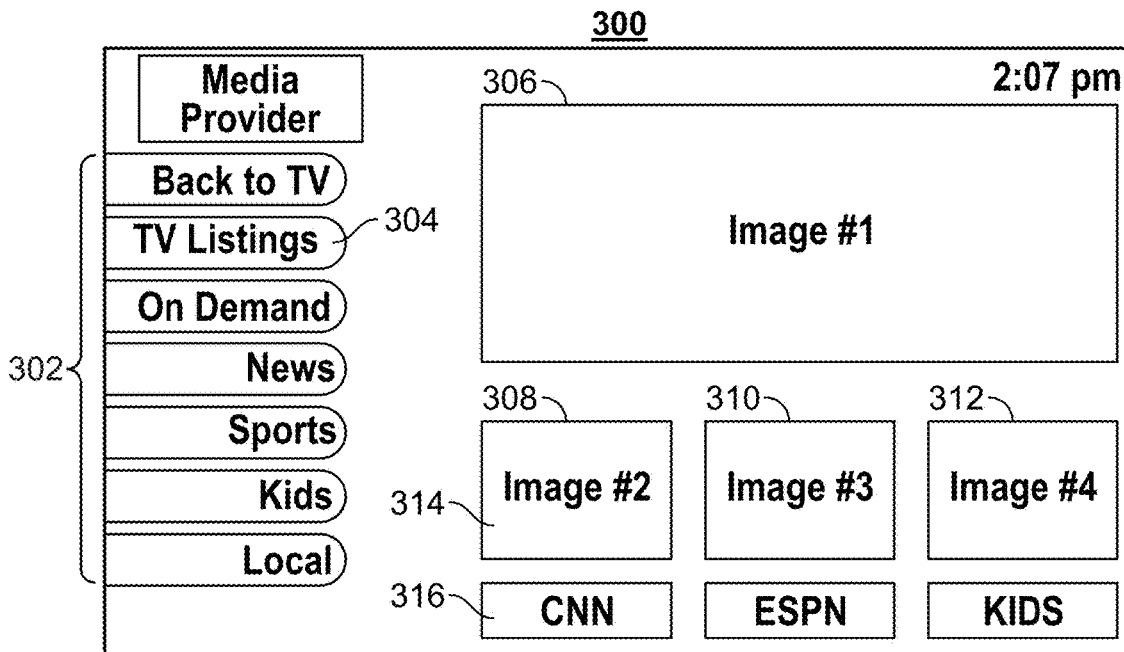 300
Media
Provider
2:07 pm
306
Back to TV
TV Listings
304
On Demand
News
302
Sports
Kids
Local
Image #1
308
310
312
Image #2
Image #3
Image #4
314
316
CNN
ESPN
KIDS